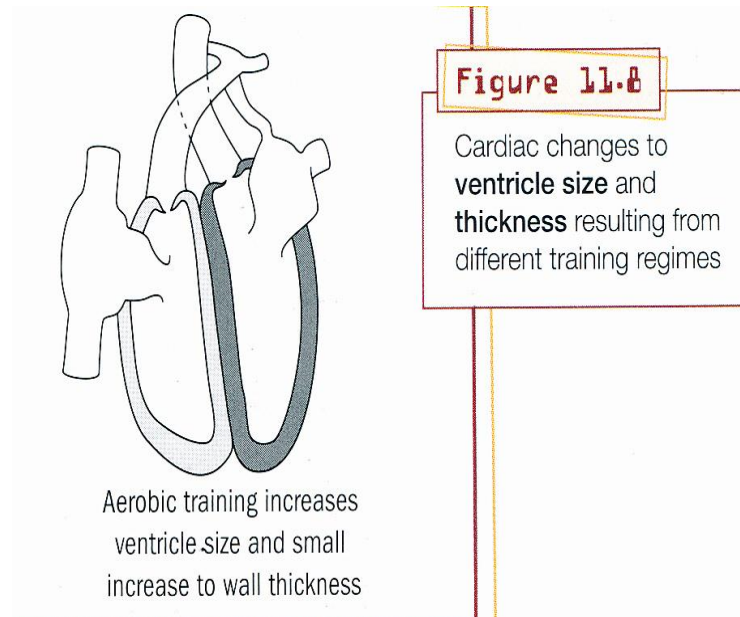 Figure 11.8
Cardiac changes to
ventricle size and
thickness resulting from
different training regimes
Aerobic training increases
ventricle size and small
increase to wall thickness